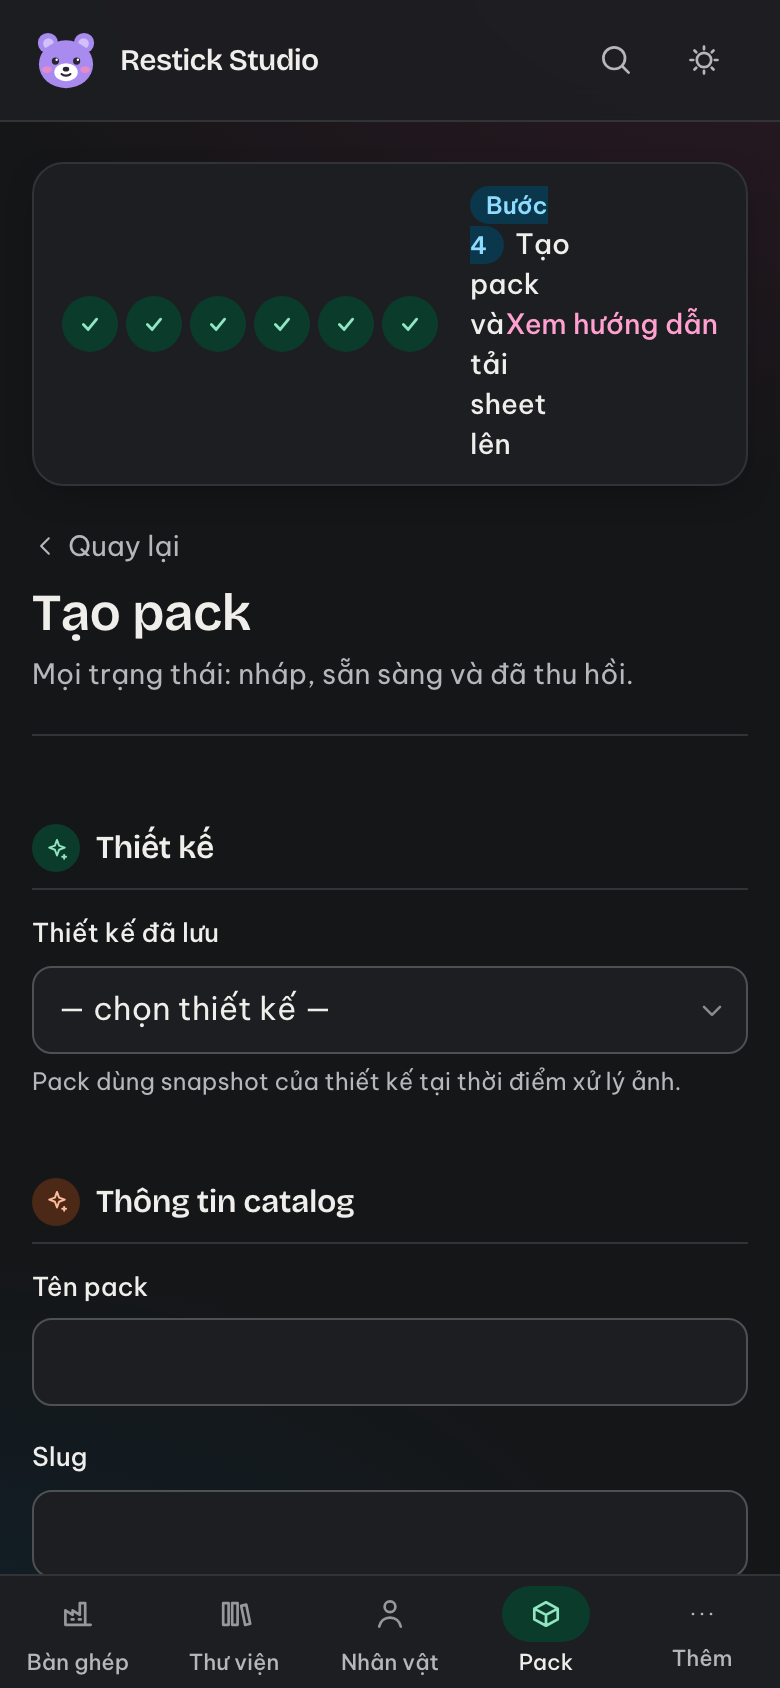 Restick Studio
Bước
4 Tạo
pack
và Xem hướng dẫn
tải
sheet
lên
Quay lại
Tạo pack
Mọi trạng thái: nháp, sẵn sàng và đã thu hồi.
Thiết kế
Thiết kế đã lưu
— chọn thiết kế —
Pack dùng snapshot của thiết kế tại thời điểm xử lý ảnh.
Thông tin catalog
Tên pack
Slug
Bàn ghép Thư viện Nhân vật Pack Thêm